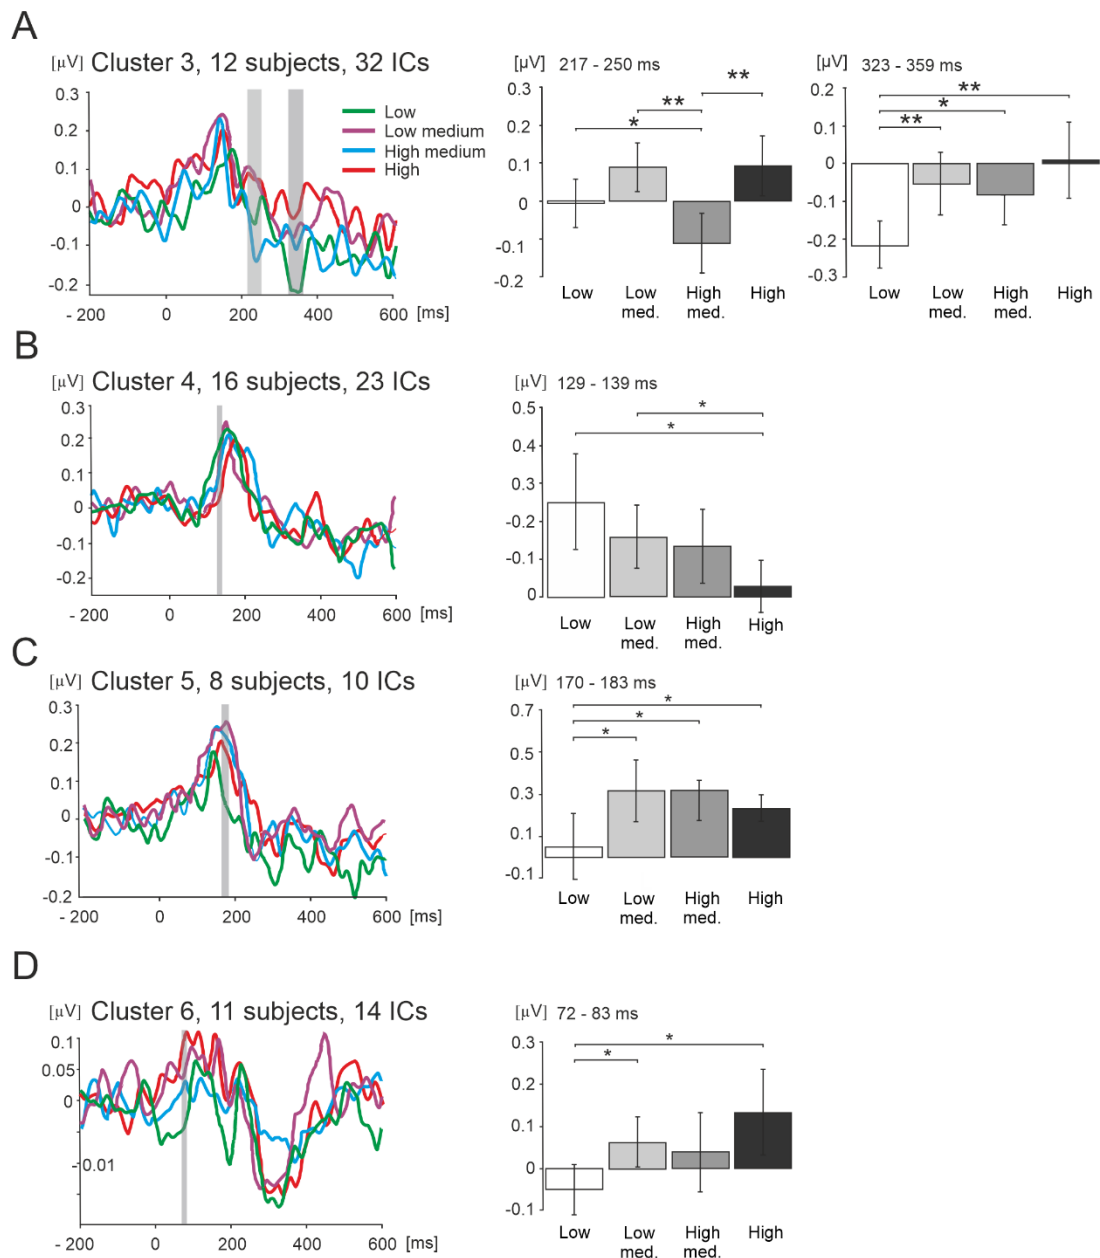 A
[μV] Cluster 3, 12 subjects, 32 ICs
0.3
0.2
0.1
0
-0.1
-0.2
- 200 0 200 400 600 [ms]
Low
Low medium
High medium
High
[μV] 217 - 250 ms
0.3
0.2
0.1
0
-0.1
-0.2
* ** **
Low Low med. High med. High
[μV] 323 - 359 ms
0.2
0.1
0
-0.1
-0.2
-0.3
** * **
Low Low med. High med. High
B
[μV] Cluster 4, 16 subjects, 23 ICs
0.3
0.2
0.1
0
-0.1
-0.2
- 200 0 200 400 600 [ms]
[μV] 129 - 139 ms
0.5
0.4
-0.2
-0.1
0
*
*
Low Low med. High med. High
C
[μV] Cluster 5, 8 subjects, 10 ICs
0.3
0.2
0.1
0
-0.1
-0.2
- 200 0 200 400 600 [ms]
[μV] 170 - 183 ms
0.7
0.5
0.3
0.1
-0.1
*
*
*
Low Low med. High med. High
D
[μV] Cluster 6, 11 subjects, 14 ICs
0.1
0.05
0
-0.01
- 200 0 200 400 600 [ms]
[μV] 72 - 83 ms
0.3
0.2
0.1
0
-0.1
*
*
Low Low med. High med. High